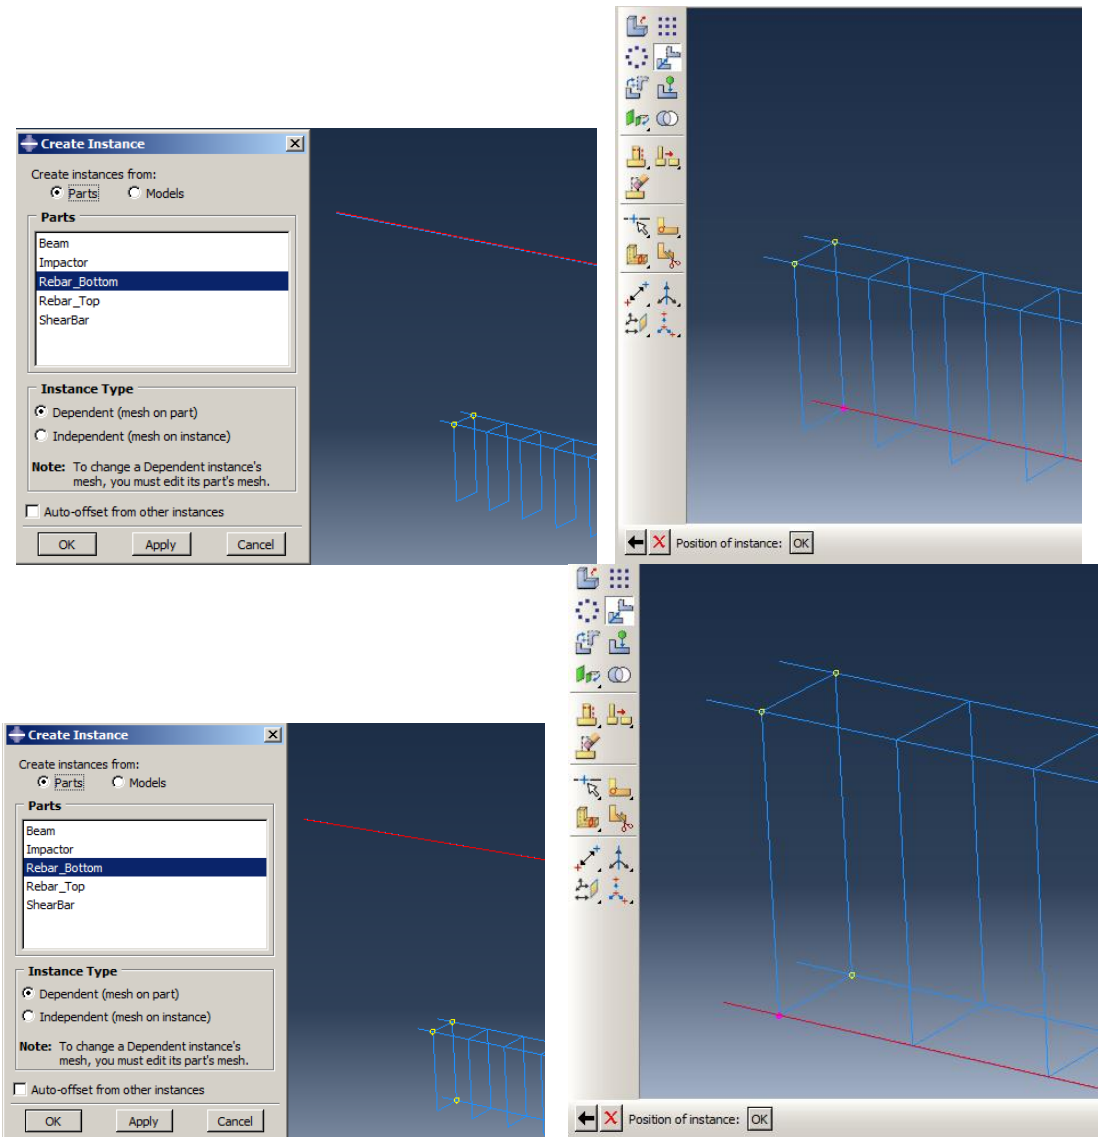 Create Instance
Create instances from:
Parts Models
Parts
Beam
Impactor
Rebar_Bottom
Rebar_Top
ShearBar
Instance Type
Dependent (mesh on part)
Independent (mesh on instance)
Note: To change a Dependent instance's
mesh, you must edit its part's mesh.
Auto-offset from other instances
OK Apply Cancel
Position of instance: OK
Create Instance
Create instances from:
Parts Models
Parts
Beam
Impactor
Rebar_Bottom
Rebar_Top
ShearBar
Instance Type
Dependent (mesh on part)
Independent (mesh on instance)
Note: To change a Dependent instance's
mesh, you must edit its part's mesh.
Auto-offset from other instances
OK Apply Cancel
Position of instance: OK